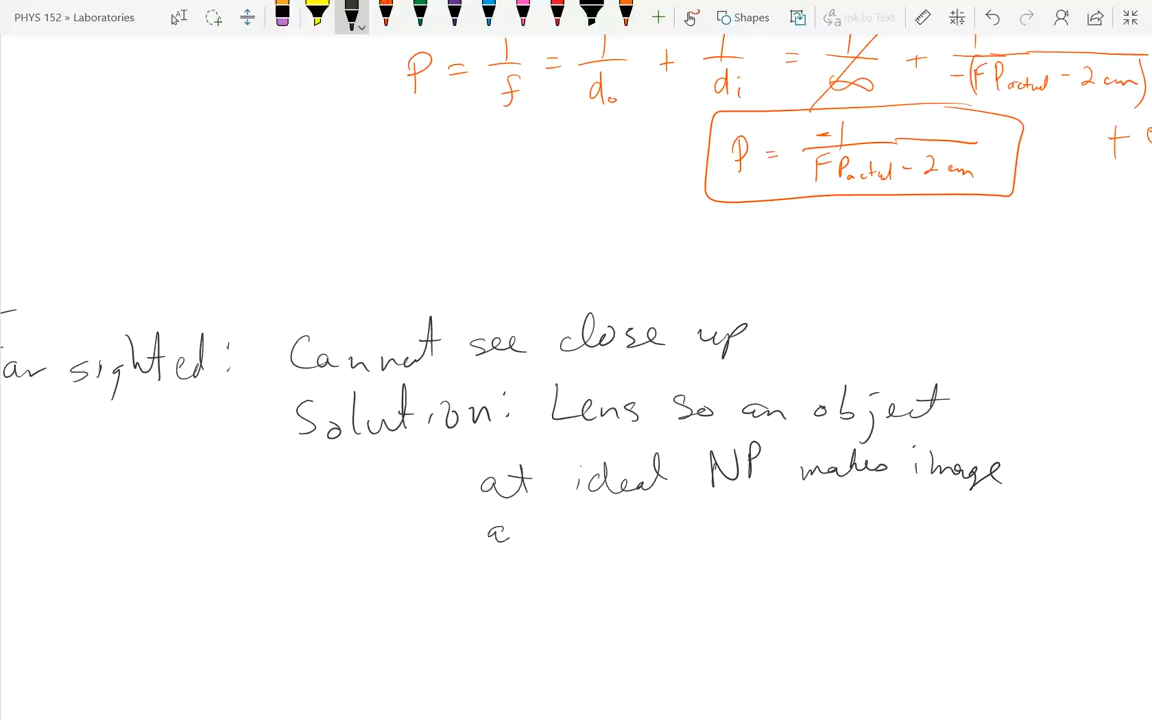 PHYS 152 » Laboratories
Shapes
Ink to Text
P = 1/f = 1/do + 1/di = 1/∞ + 1/-(FPactual - 2 cm)
P = -1/FPactual - 2 cm
+
ar sighted: Cannot see close up
Solution: Lens so an object
at ideal NP makes image
a